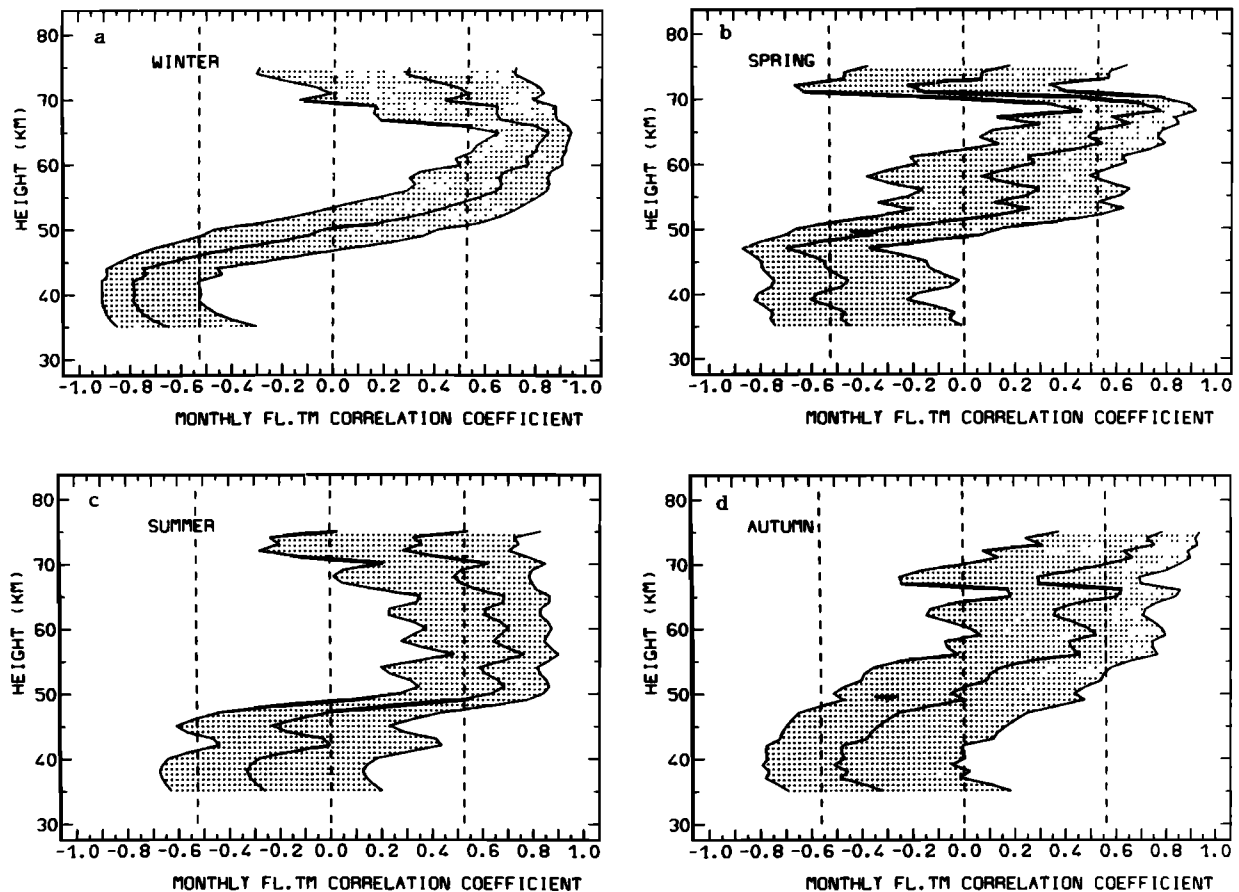 a
WINTER
80
70
60
50
40
30
HEIGHT (KM)
-1.0 -0.8 -0.6 -0.4 -0.2 0.0 0.2 0.4 0.6 0.8 1.0
MONTHLY FL.TM CORRELATION COEFFICIENT
b
SPRING
80
70
60
50
40
30
HEIGHT (KM)
-1.0 -0.8 -0.6 -0.4 -0.2 0.0 0.2 0.4 0.6 0.8 1.0
MONTHLY FL.TM CORRELATION COEFFICIENT
c
SUMMER
80
70
60
50
40
30
HEIGHT (KM)
-1.0 -0.8 -0.6 -0.4 -0.2 0.0 0.2 0.4 0.6 0.8 1.0
MONTHLY FL.TM CORRELATION COEFFICIENT
d
AUTUMN
80
70
60
50
40
30
HEIGHT (KM)
-1.0 -0.8 -0.6 -0.4 -0.2 0.0 0.2 0.4 0.6 0.8 1.0
MONTHLY FL.TM CORRELATION COEFFICIENT